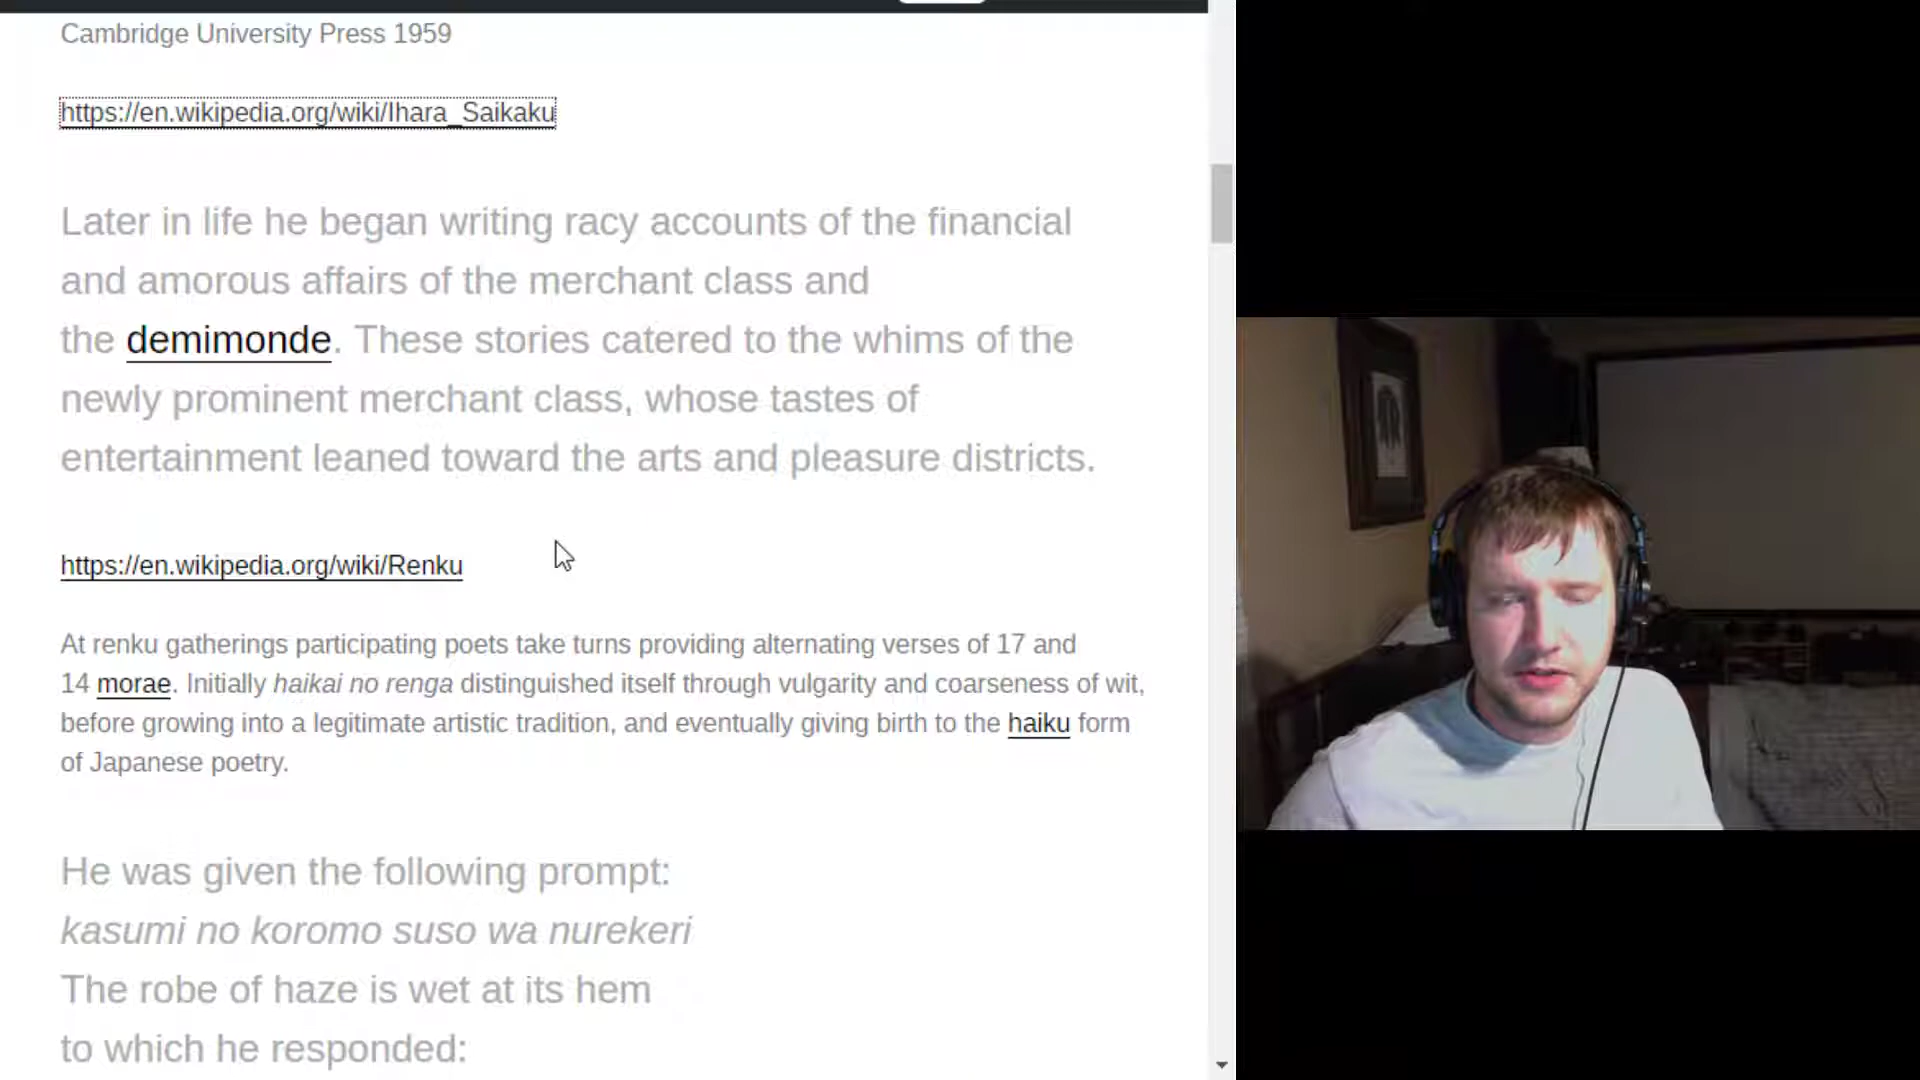 Cambridge University Press 1959
https://en.wikipedia.org/wiki/Ihara_Saikaku
Later in life he began writing racy accounts of the financial
and amorous affairs of the merchant class and
the demimonde. These stories catered to the whims of the
newly prominent merchant class, whose tastes of
entertainment leaned toward the arts and pleasure districts.
https://en.wikipedia.org/wiki/Renku
At renku gatherings participating poets take turns providing alternating verses of 17 and
14 morae. Initially haikai no renga distinguished itself through vulgarity and coarseness of wit,
before growing into a legitimate artistic tradition, and eventually giving birth to the haiku form
of Japanese poetry.
He was given the following prompt:
kasumi no koromo suso wa nurekeri
The robe of haze is wet at its hem
to which he responded: